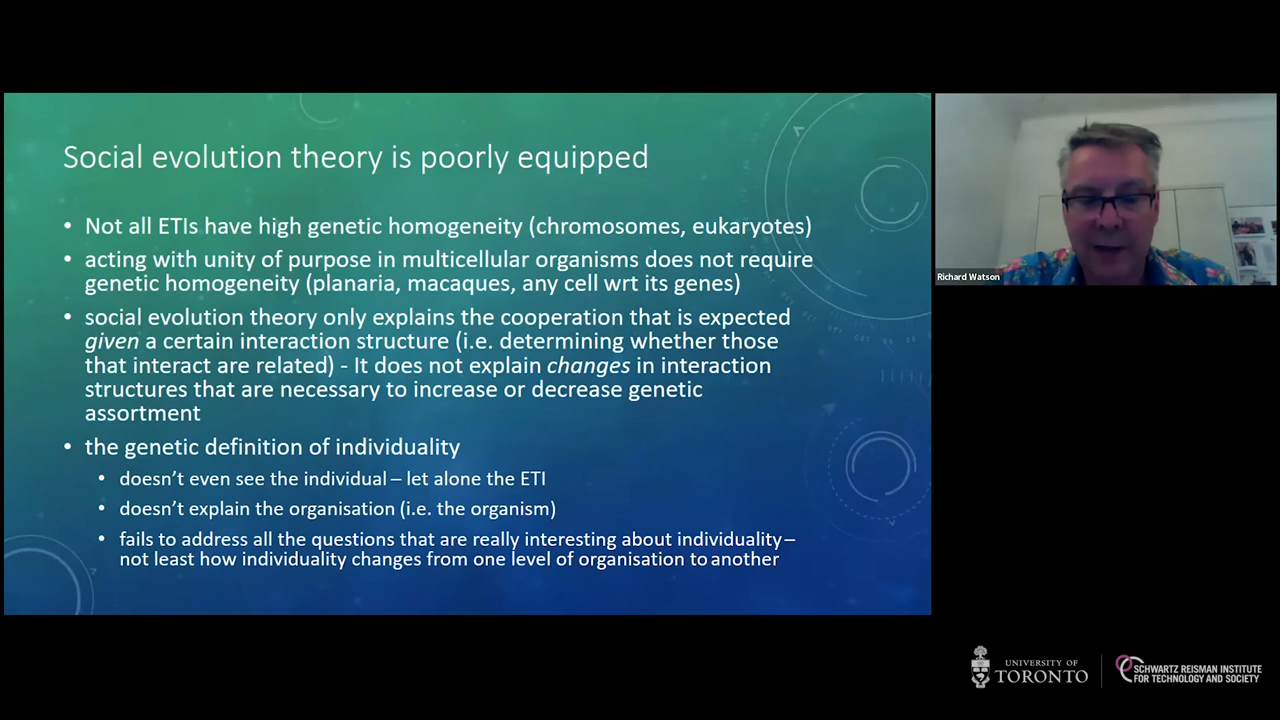 Social evolution theory is poorly equipped
• Not all ETIs have high genetic homogeneity (chromosomes, eukaryotes)
• acting with unity of purpose in multicellular organisms does not require
genetic homogeneity (planaria, macaques, any cell wrt its genes)
• social evolution theory only explains the cooperation that is expected
given a certain interaction structure (i.e. determining whether those
that interact are related) - It does not explain changes in interaction
structures that are necessary to increase or decrease genetic
assortment
• the genetic definition of individuality
• doesn't even see the individual – let alone the ETI
• doesn't explain the organisation (i.e. the organism)
• fails to address all the questions that are really interesting about individuality –
not least how individuality changes from one level of organisation to another
Richard Watson
UNIVERSITY OF
TORONTO
SCHWARTZ REISMAN INSTITUTE
FOR TECHNOLOGY AND SOCIETY